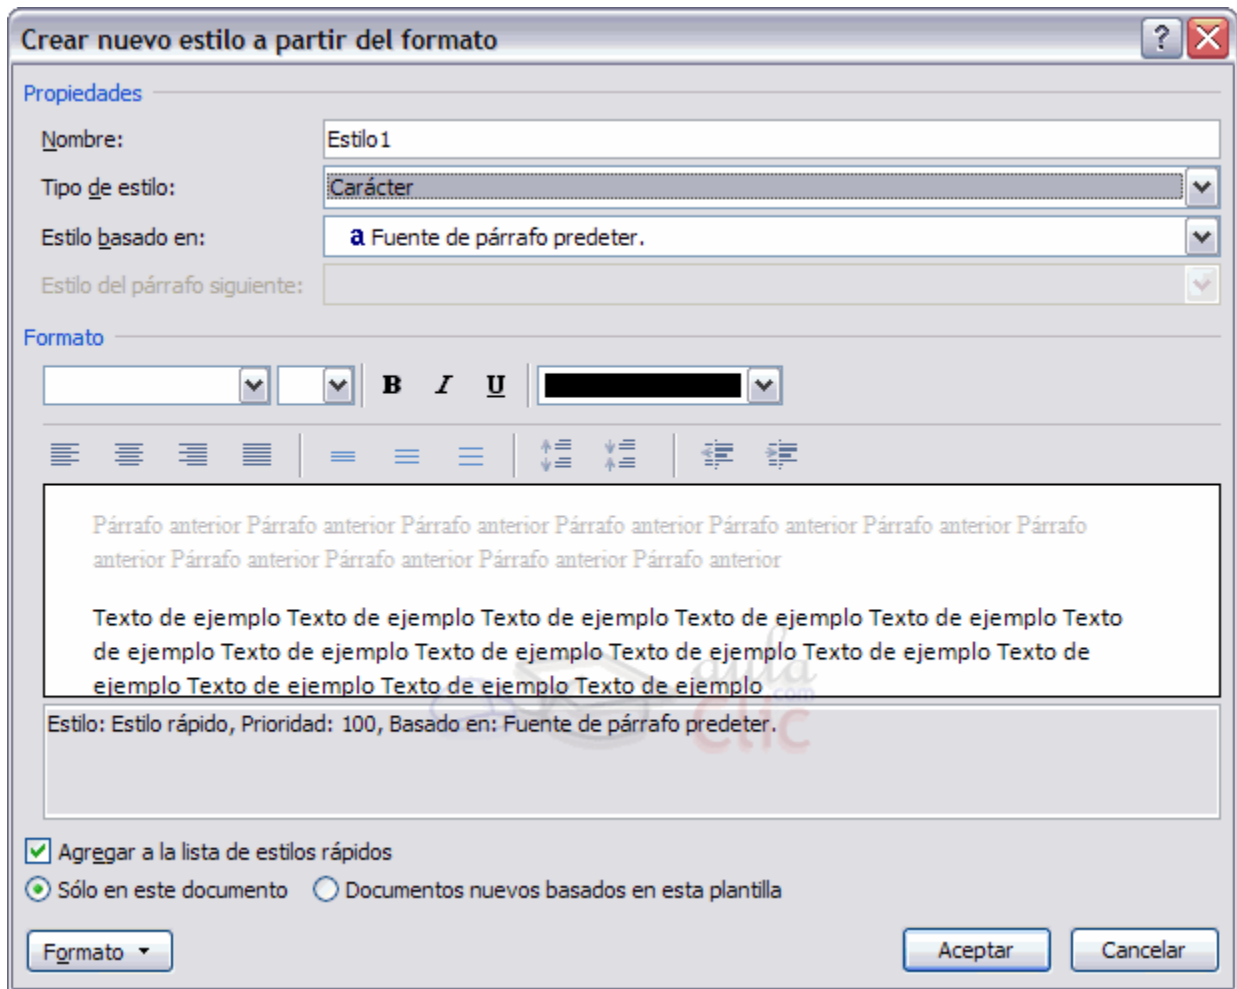 Crear nuevo estilo a partir del formato
Propiedades
Nombre: Estilo1
Tipo de estilo: Carácter
Estilo basado en: a Fuente de párrafo predeter.
Estilo del párrafo siguiente:
Formato
B I U
Párrafo anterior Párrafo anterior Párrafo anterior Párrafo anterior Párrafo anterior Párrafo anterior Párrafo
anterior Párrafo anterior Párrafo anterior Párrafo anterior Párrafo anterior
Texto de ejemplo Texto de ejemplo Texto de ejemplo Texto de ejemplo Texto de ejemplo Texto
de ejemplo Texto de ejemplo Texto de ejemplo Texto de ejemplo Texto de ejemplo Texto de
ejemplo Texto de ejemplo Texto de ejemplo Texto de ejemplo
aula
.com
Clic
Estilo: Estilo rápido, Prioridad: 100, Basado en: Fuente de párrafo predeter.
Agregar a la lista de estilos rápidos
Sólo en este documento Documentos nuevos basados en esta plantilla
Formato Aceptar Cancelar